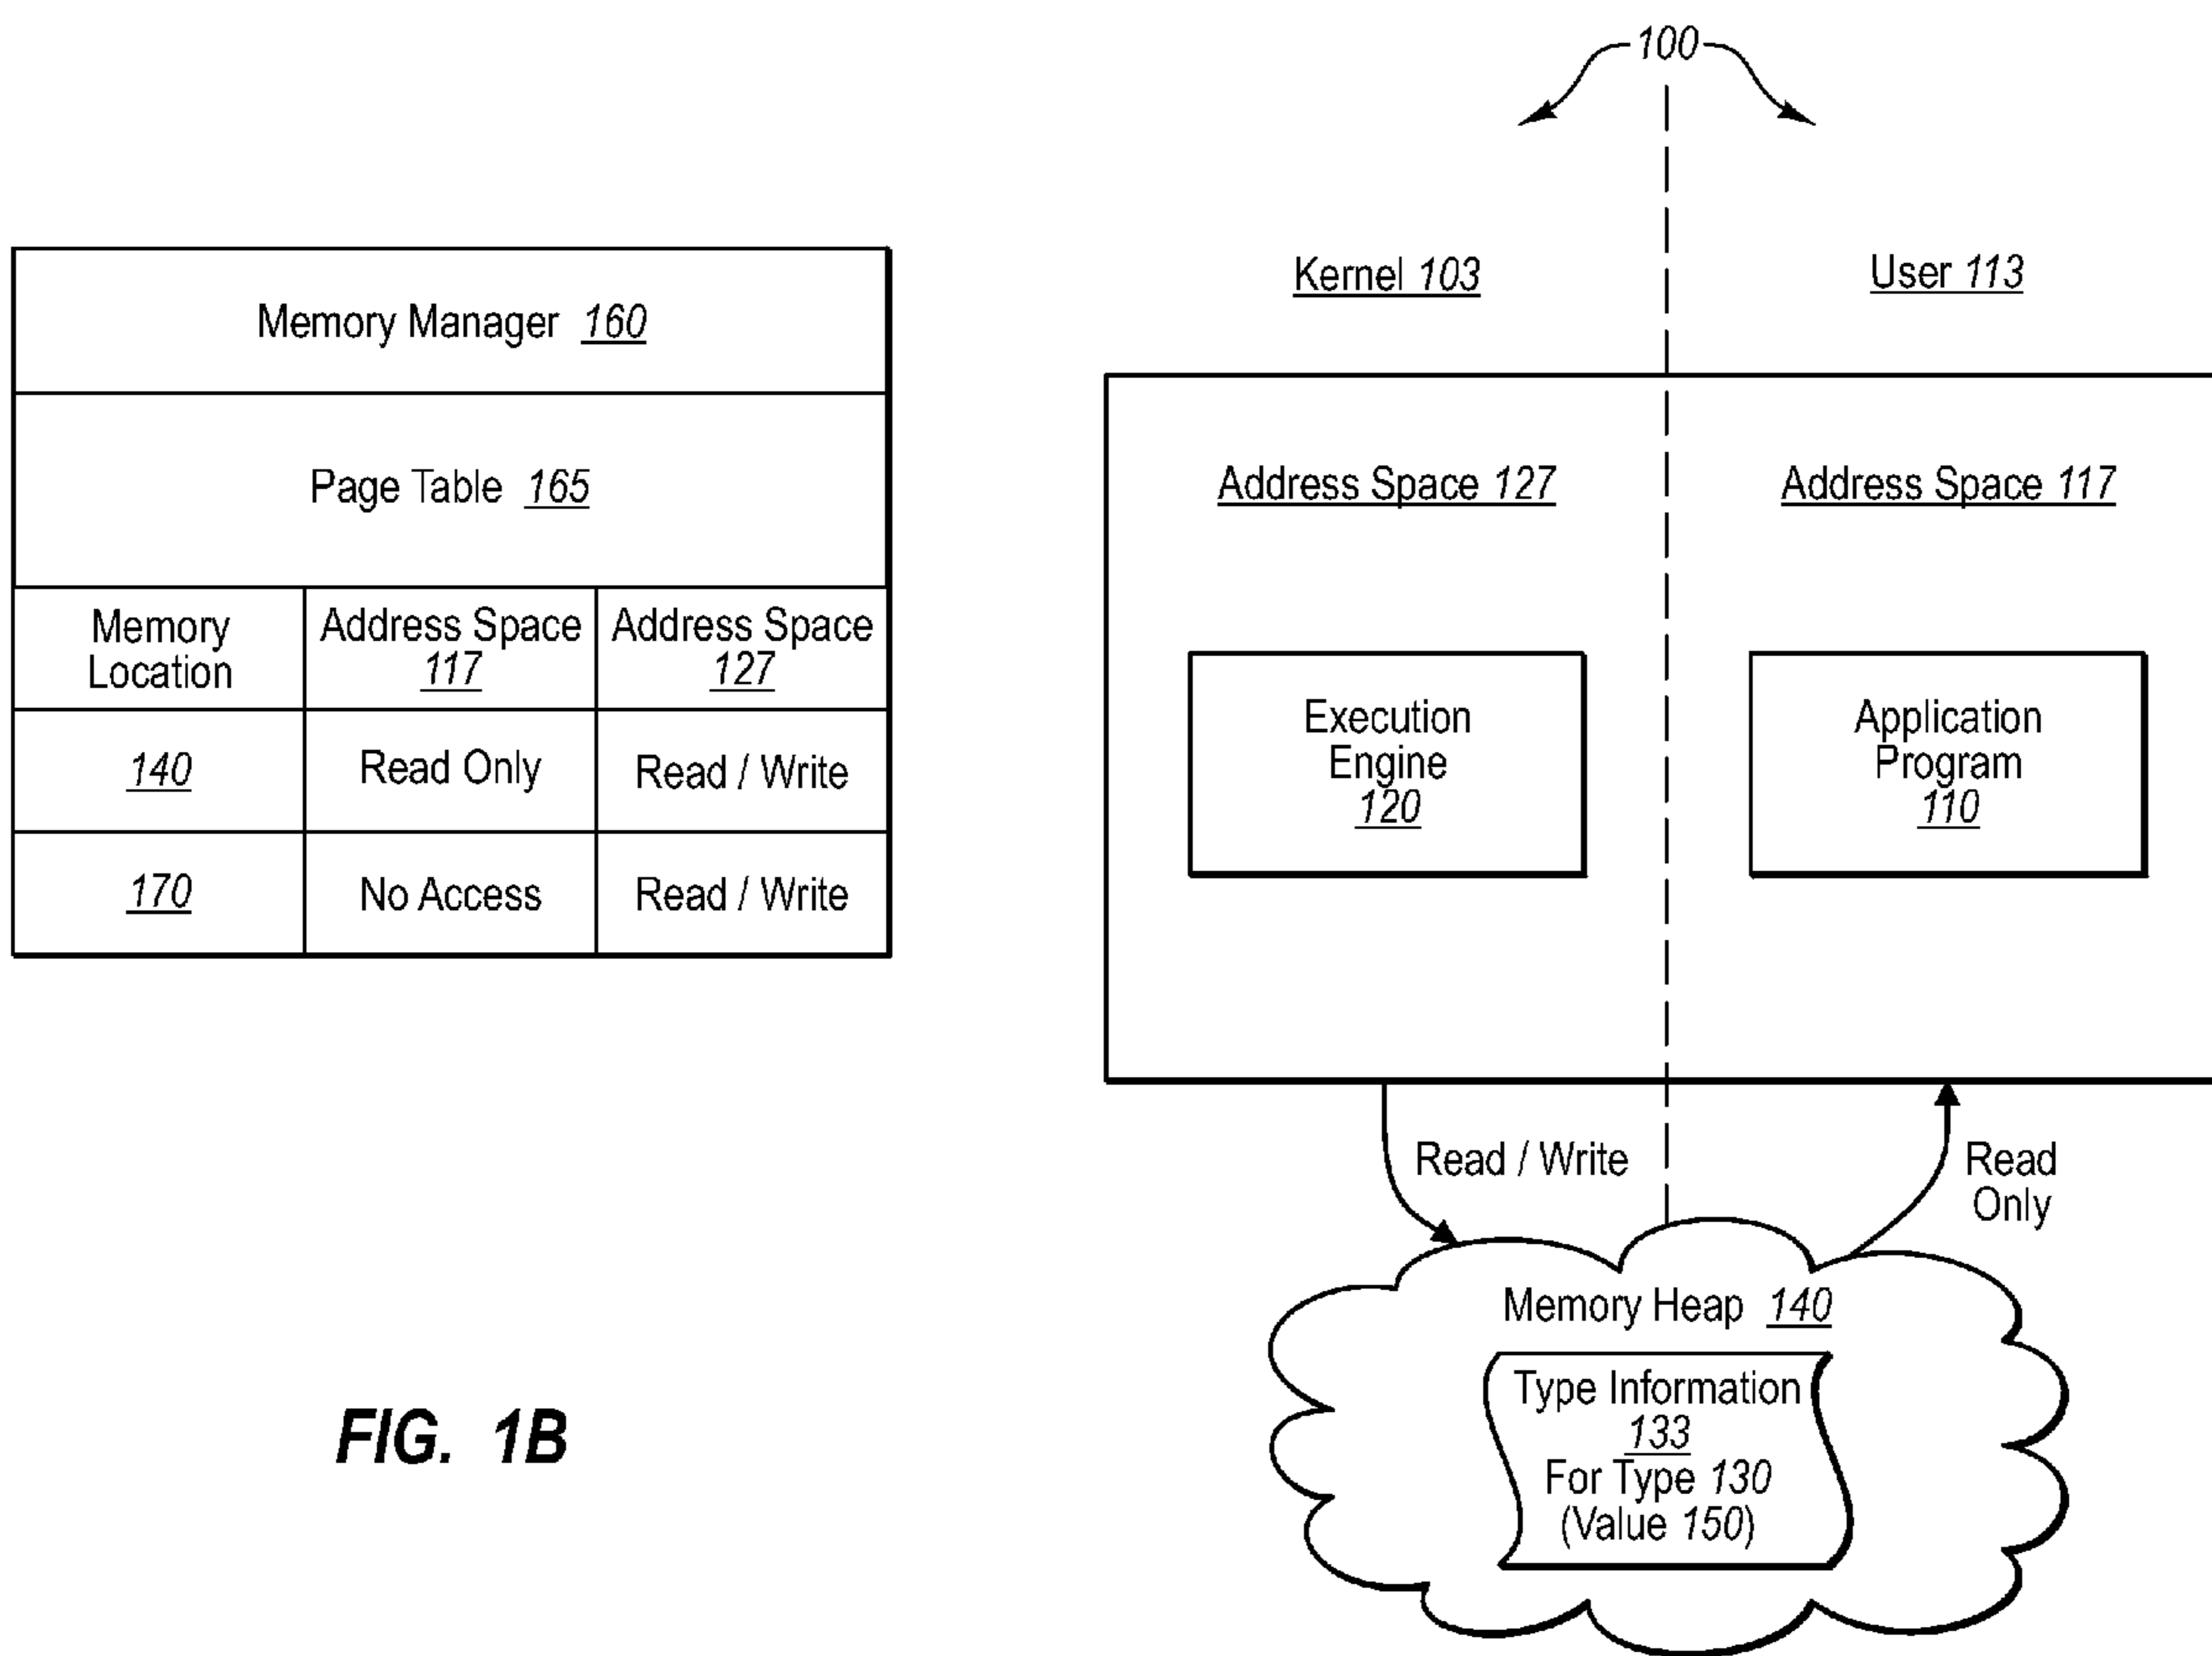 100
Memory Manager 160
Page Table 165
Memory Location
Address Space 117
Address Space 127
140
Read Only
Read / Write
170
No Access
Read / Write
Kernel 103
User 113
Address Space 127
Address Space 117
Execution
Engine
120
Application
Program
110
Read / Write
Read
Only
Memory Heap 140
Type Information
133
For Type 130
(Value 150)
FIG. 1B